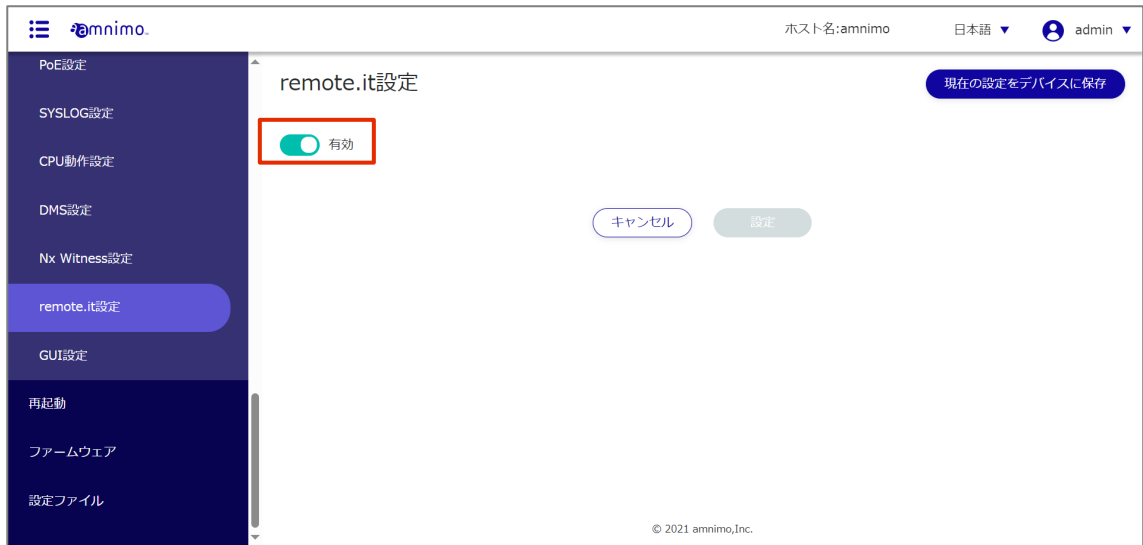 amnimo
ホスト名:amnimo
日本語 ▼
admin ▼
PoE設定
SYSLOG設定
CPU動作設定
DMS設定
Nx Witness設定
remote.it設定
GUI設定
再起動
ファームウェア
設定ファイル
remote.it設定
現在の設定をデバイスに保存
有効
キャンセル
設定
© 2021 amnimo,Inc.